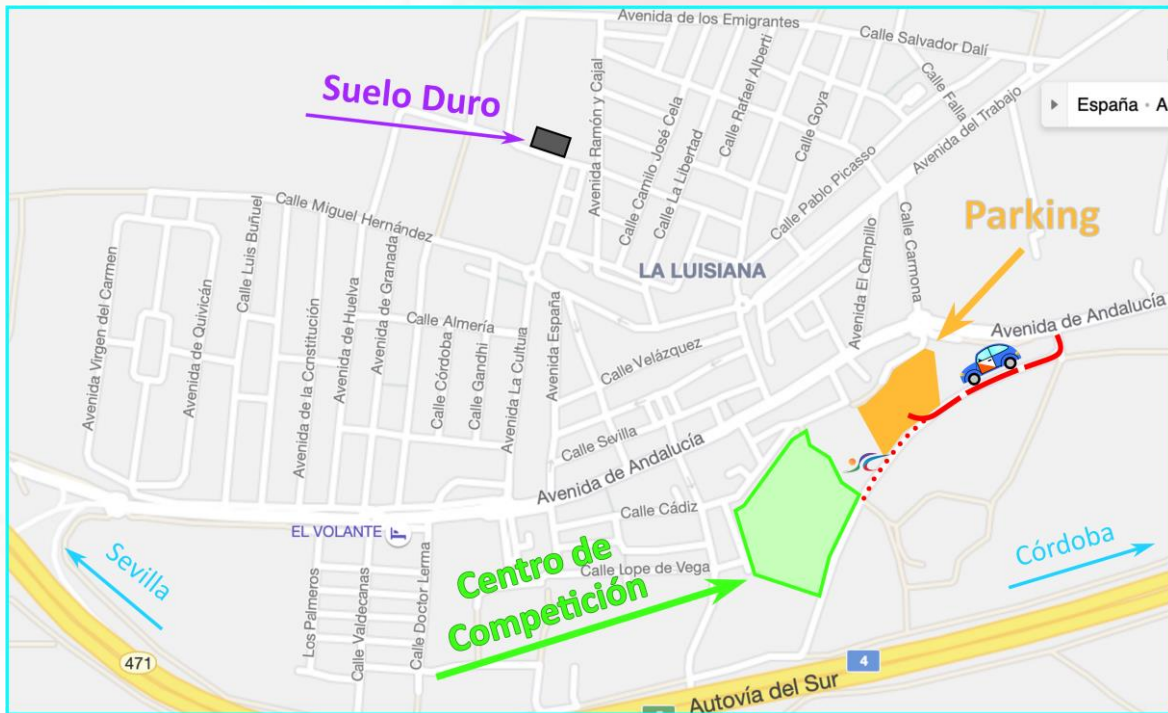 Avenida de los Emigrantes
Calle Salvador Dalí
Suelo Duro
Avenida Ramón y Cajal
Calle Camilo José Cela
Calle La Libertad
Calle Rafael Alberti
Calle Goya
Calle Falla
Avenida del Trabajo
España • A
Calle Pablo Picasso
Calle Miguel Hernández
Calle Luis Buñuel
Avenida Virgen del Carmen
Avenida de Quivicán
Avenida de la Constitución
Avenida de Huelva
Avenida de Granada
LA LUISIANA
Avenida El Campillo
Calle Carmona
Parking
Avenida de Andalucía
Calle Almería
Calle Córdoba
Calle Gandhi
Avenida La Cultura
Avenida España
Calle Velázquez
Calle Sevilla
Avenida de Andalucía
EL VOLANTE
Calle Cádiz
Sevilla
Centro de
Competición
Calle Lope de Vega
Córdoba
Los Palmeros
Calle Valdecanas
Calle Doctor Lerma
471
4
Autovía del Sur